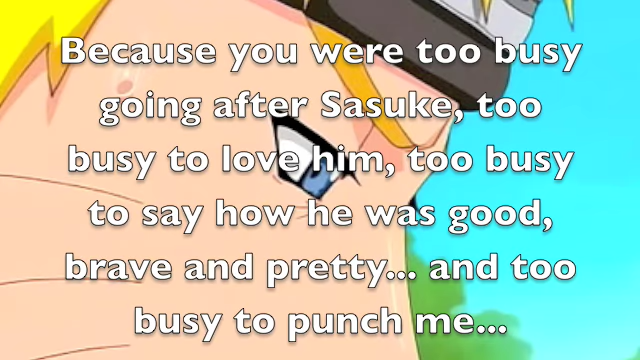 Because you were too busy
going after Sasuke, too
busy to love him, too busy
to say how he was good,
brave and pretty... and too
busy to punch me...